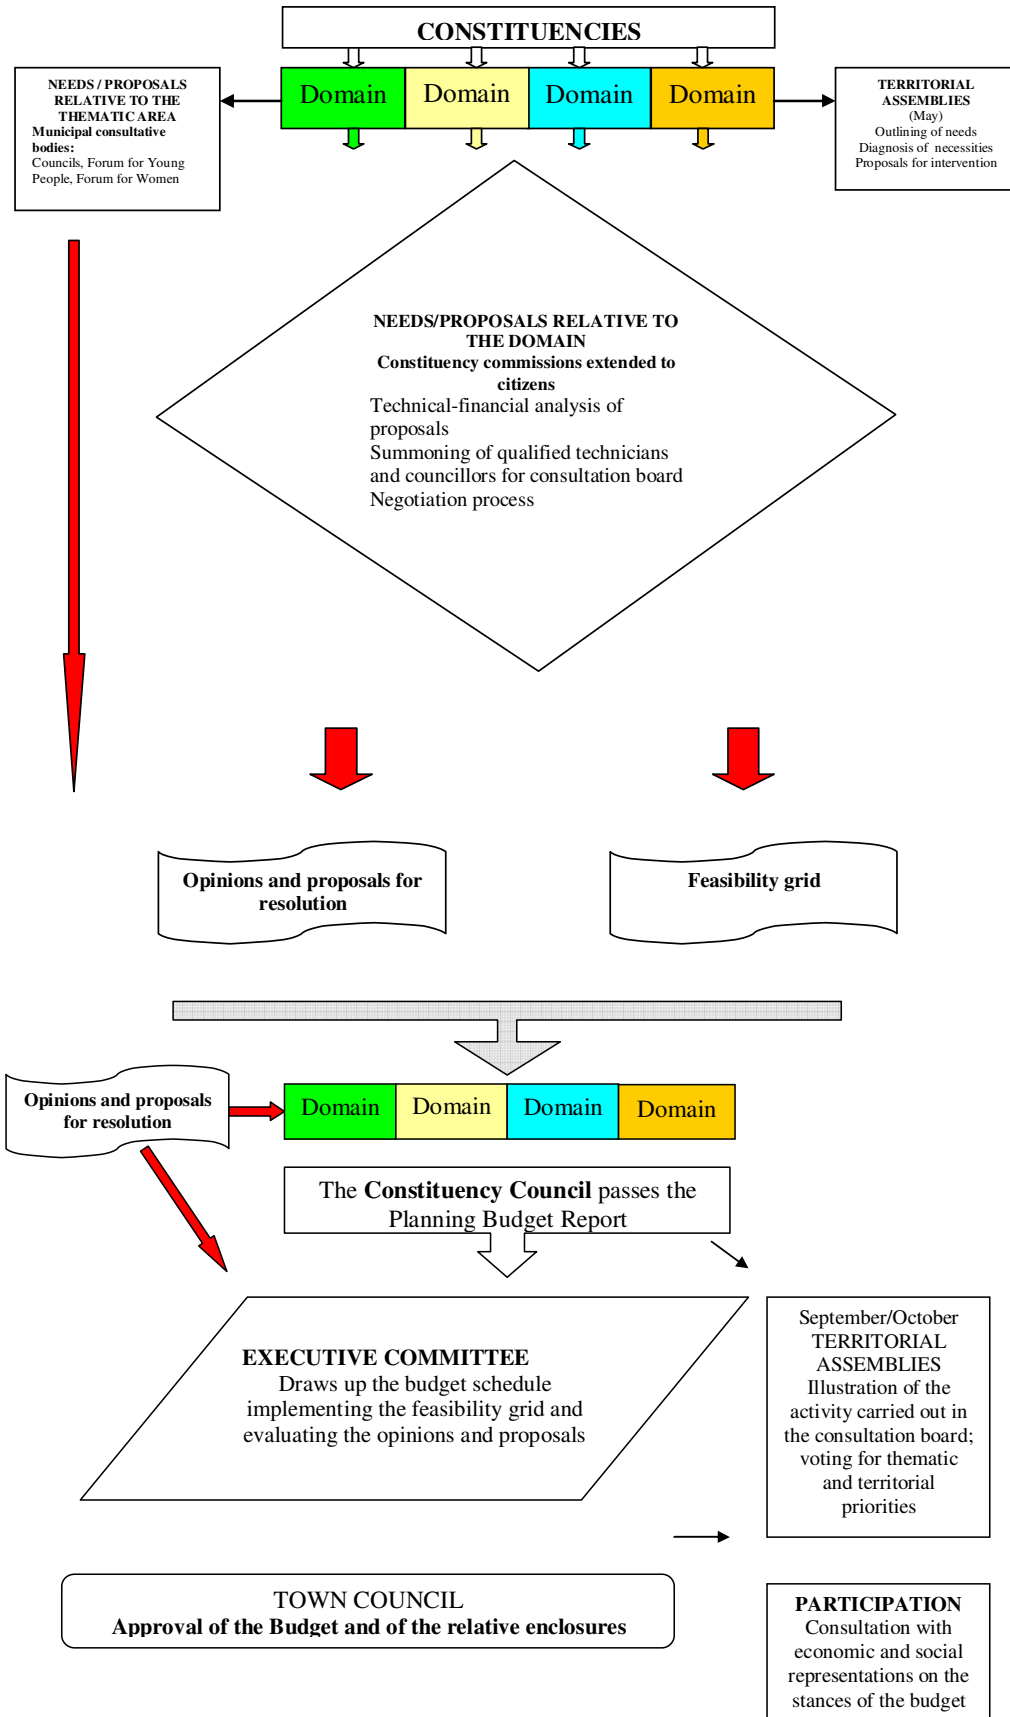 CONSTITUENCIES
Domain Domain Domain Domain
NEEDS / PROPOSALS
RELATIVE TO THE
THEMATIC AREA
Municipal consultative
bodies:
Councils, Forum for Young
People, Forum for Women
TERRITORIAL
ASSEMBLIES
(May)
Outlining of needs
Diagnosis of necessities
Proposals for intervention
NEEDS/PROPOSALS RELATIVE TO
THE DOMAIN
Constituency commissions extended to
citizens
Technical-financial analysis of
proposals
Summoning of qualified technicians
and councillors for consultation board
Negotiation process
Opinions and proposals for
resolution
Feasibility grid
Opinions and proposals
for resolution
Domain Domain Domain Domain
The Constituency Council passes the
Planning Budget Report
EXECUTIVE COMMITTEE
Draws up the budget schedule
implementing the feasibility grid and
evaluating the opinions and proposals
September/October
TERRITORIAL
ASSEMBLIES
Illustration of the
activity carried out in
the consultation board;
voting for thematic
and territorial
priorities
TOWN COUNCIL
Approval of the Budget and of the relative enclosures
PARTICIPATION
Consultation with
economic and social
representations on the
stances of the budget